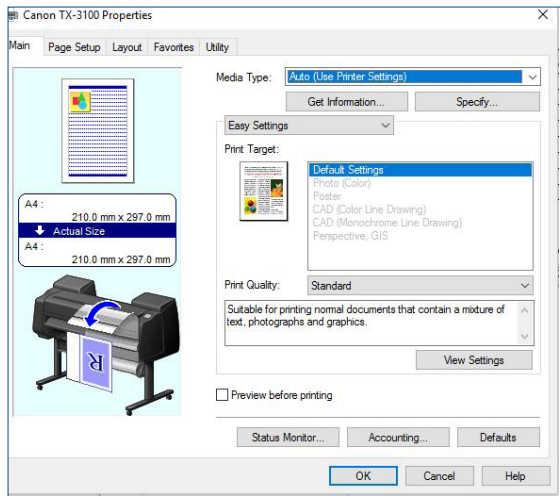 Canon TX-3100 Properties
Main Page Setup Layout Favorites Utility
Media Type: Auto (Use Printer Settings)
Get Information... Specify...
Easy Settings
Print Target:
Default Settings
Photo (Color)
Poster
CAD (Color Line Drawing)
CAD (Monochrome Line Drawing)
Perspective, GIS
A4 :
210.0 mm x 297.0 mm
Actual Size
A4 :
210.0 mm x 297.0 mm
Print Quality: Standard
Suitable for printing normal documents that contain a mixture of
text, photographs and graphics.
R
View Settings
Preview before printing
Status Monitor... Accounting... Defaults
OK Cancel Help